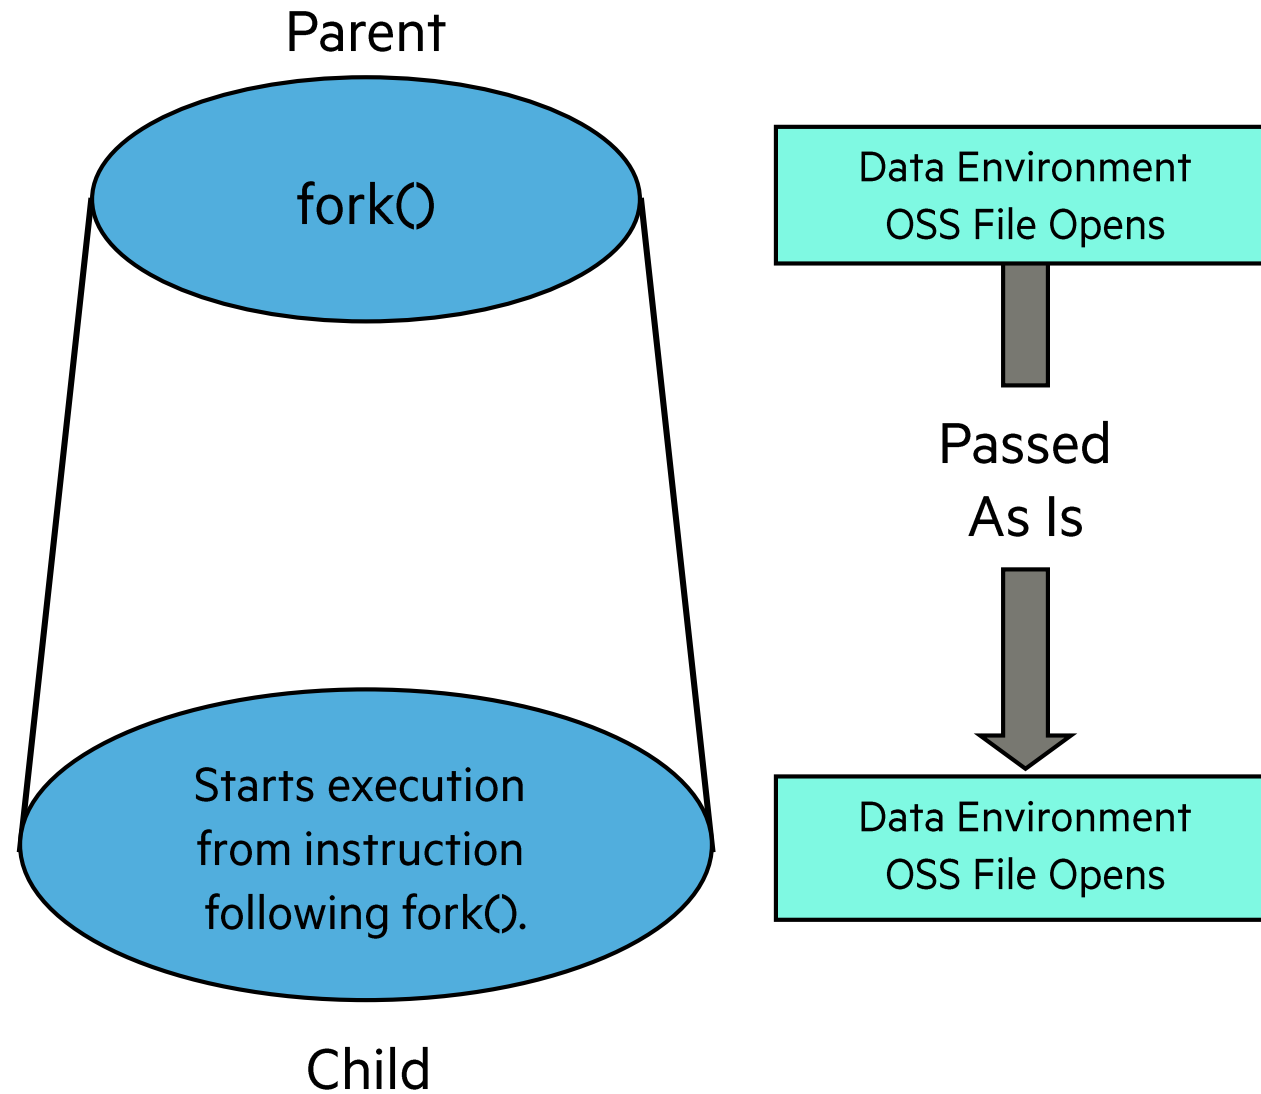 Parent
fork()
Data Environment
OSS File Opens
Passed
As Is
Starts execution
from instruction
following fork().
Data Environment
OSS File Opens
Child